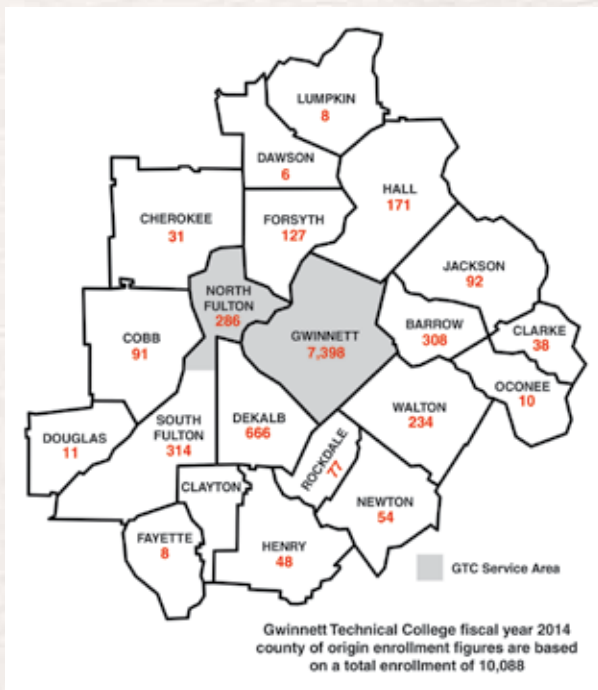 LUMPKIN
8
DAWSON
6
HALL
171
CHEROKEE
31
FORSYTH
127
JACKSON
92
NORTH
FULTON
286
BARROW
308
CLARKE
38
GWINNETT
7,398
COBB
91
OCONEE
10
WALTON
234
DEKALB
666
SOUTH
FULTON
314
DOUGLAS
11
ROCKDALE
77
CLAYTON
NEWTON
54
FAYETTE
8
HENRY
48
GTC Service Area
Gwinnett Technical College fiscal year 2014
county of origin enrollment figures are based
on a total enrollment of 10,088